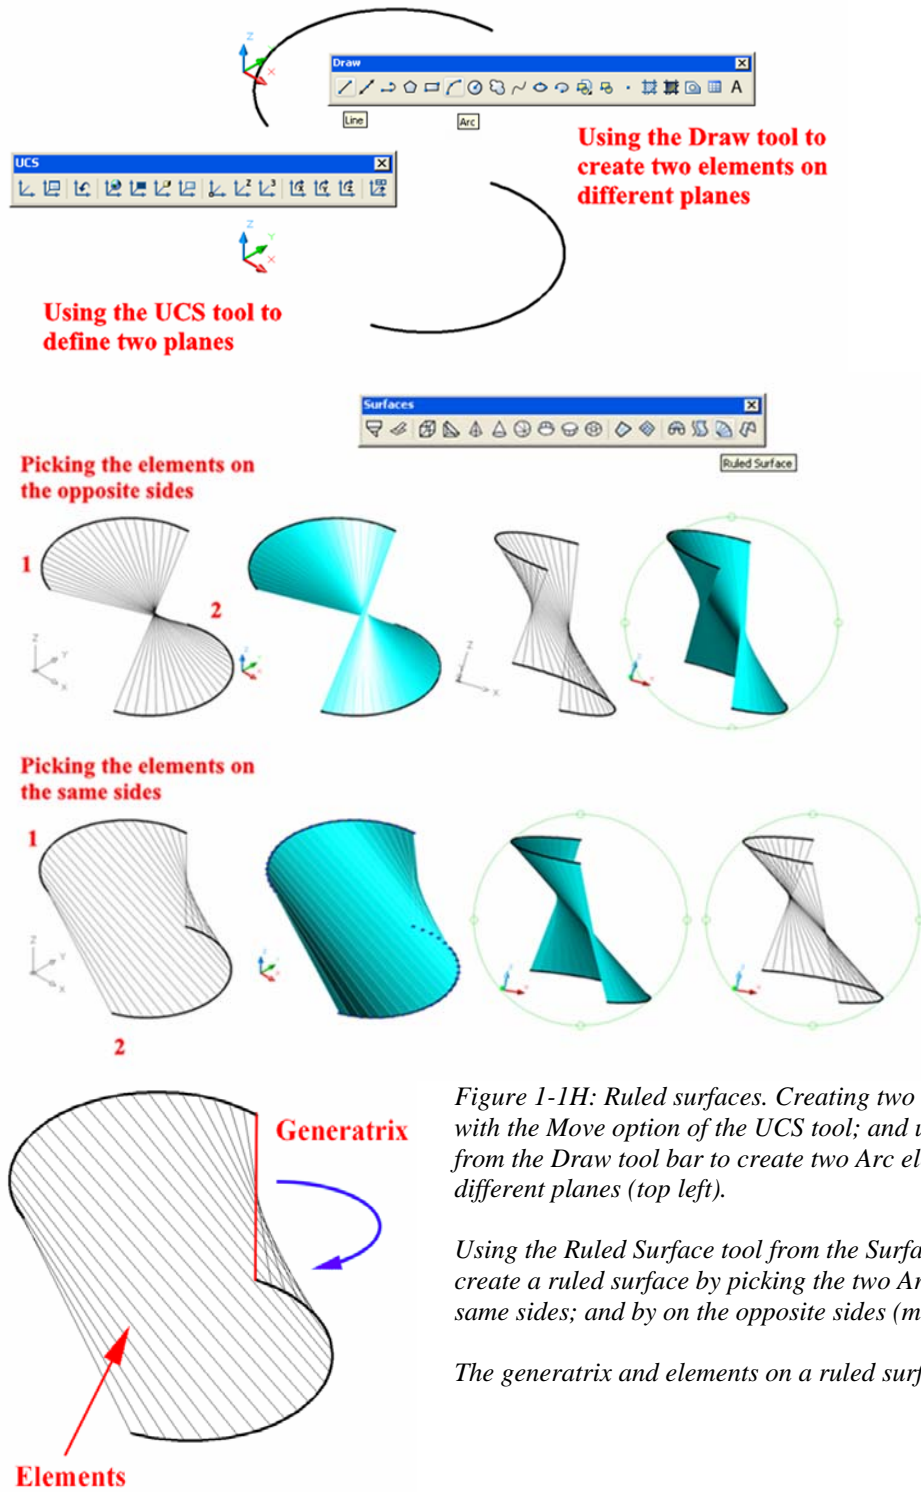 Draw
Line
Arc
Using the Draw tool to
create two elements on
different planes
UCS
Using the UCS tool to
define two planes
Surfaces
Ruled Surface
Picking the elements on
the opposite sides
1
2
Z
Y
X
X
Picking the elements on
the same sides
1
Z
Y
X
2
Generatrix
Elements
Figure 1-1H: Ruled surfaces. Creating two
with the Move option of the UCS tool; and
from the Draw tool bar to create two Arc
different planes (top left).
Using the Ruled Surface tool from the
create a ruled surface by picking the two
same sides; and by on the opposite sides
The generatrix and elements on a ruled